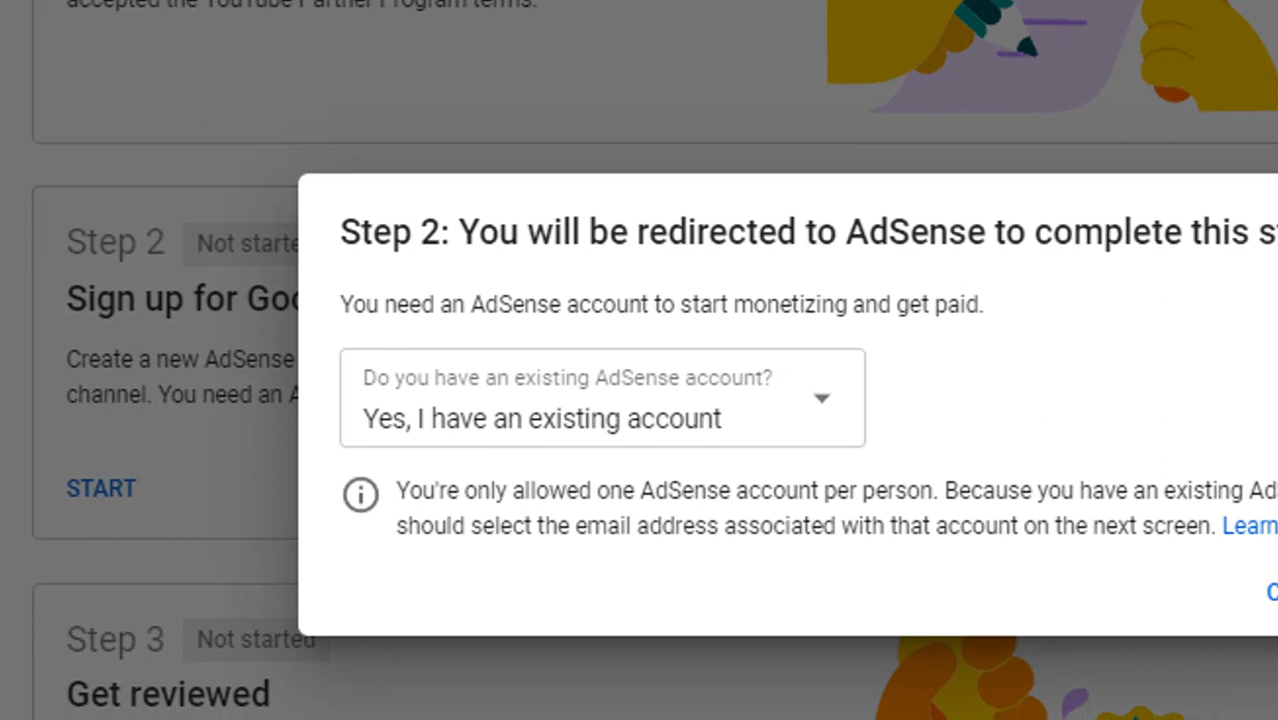 accepted the YouTube Partner Program terms.
Step 2 Not starte
Sign up for Goo
Create a new AdSense
channel. You need an A
START
Step 2: You will be redirected to AdSense to complete this s
You need an AdSense account to start monetizing and get paid.
Do you have an existing AdSense account?
Yes, I have an existing account
You're only allowed one AdSense account per person. Because you have an existing Ad
should select the email address associated with that account on the next screen. Learn
Step 3 Not started
Get reviewed